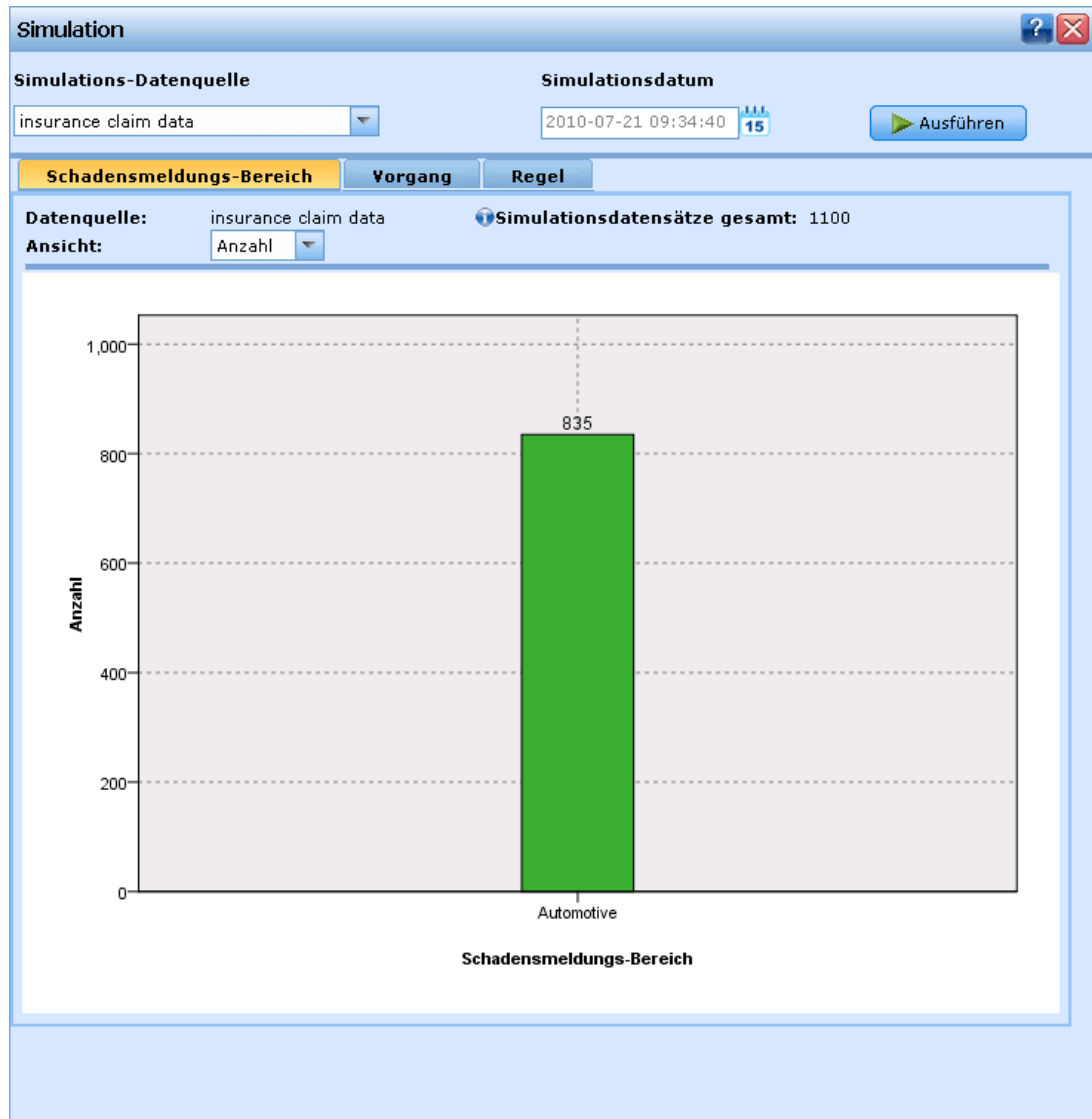 Simulation
?
Simulations-Datenquelle
Simulationsdatum
insurance claim data
2010-07-21 09:34:40
15
Ausführen
Schadensmeldungs-Bereich
Vorgang
Regel
Datenquelle:
insurance claim data
Simulationsdatensätze gesamt: 1100
Ansicht:
Anzahl
1,000
835
800
600
Anzahl
400
200
0
Automotive
Schadensmeldungs-Bereich